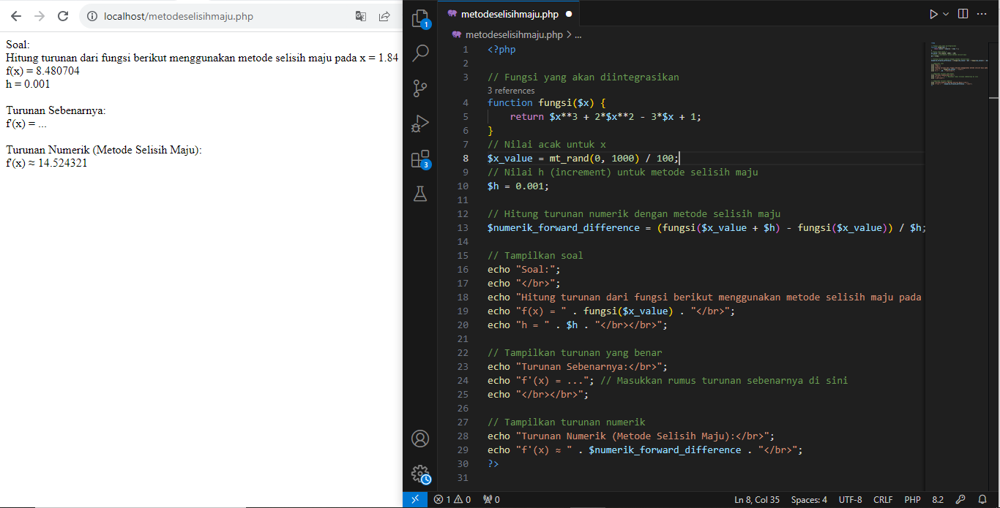 localhost/metodeselisihmaju.php
Soal:
Hitung turunan dari fungsi berikut menggunakan metode selisih maju pada x = 1.84
f(x) = 8.480704
h = 0.001
Turunan Sebenarnya:
f'(x) = ...
Turunan Numerik (Metode Selisih Maju):
f'(x) ≈ 14.524321
1
3
metodeselisihmaju.php
metodeselisihmaju.php > ...
1 <?php
2
3 // Fungsi yang akan diintegrasikan
3 references
4 function fungsi($x) {
5 return $x**3 + 2*$x**2 - 3*$x + 1;
6 }
7 // Nilai acak untuk x
8 $x_value = mt_rand(0, 1000) / 100;
9 // Nilai h (increment) untuk metode selisih maju
10 $h = 0.001;
11
12 // Hitung turunan numerik dengan metode selisih maju
13 $numerik_forward_difference = (fungsi($x_value + $h) - fungsi($x_value)) / $h;
14
15 // Tampilkan soal
16 echo "Soal:";
17 echo "</br>";
18 echo "Hitung turunan dari fungsi berikut menggunakan metode selisih maju pada
19 echo "f(x) = " . fungsi($x_value) . "</br>";
20 echo "h = " . $h . "</br></br>";
21
22 // Tampilkan turunan yang benar
23 echo "Turunan Sebenarnya:</br>";
24 echo "f'(x) = ..."; // Masukkan rumus turunan sebenarnya di sini
25 echo "</br></br>";
26
27 // Tampilkan turunan numerik
28 echo "Turunan Numerik (Metode Selisih Maju):</br>";
29 echo "f'(x) ≈ " . $numerik_forward_difference . "</br>";
30 ?>
31
1 0 0 Ln 8, Col 35 Spaces: 4 UTF-8 CRLF PHP 8.2